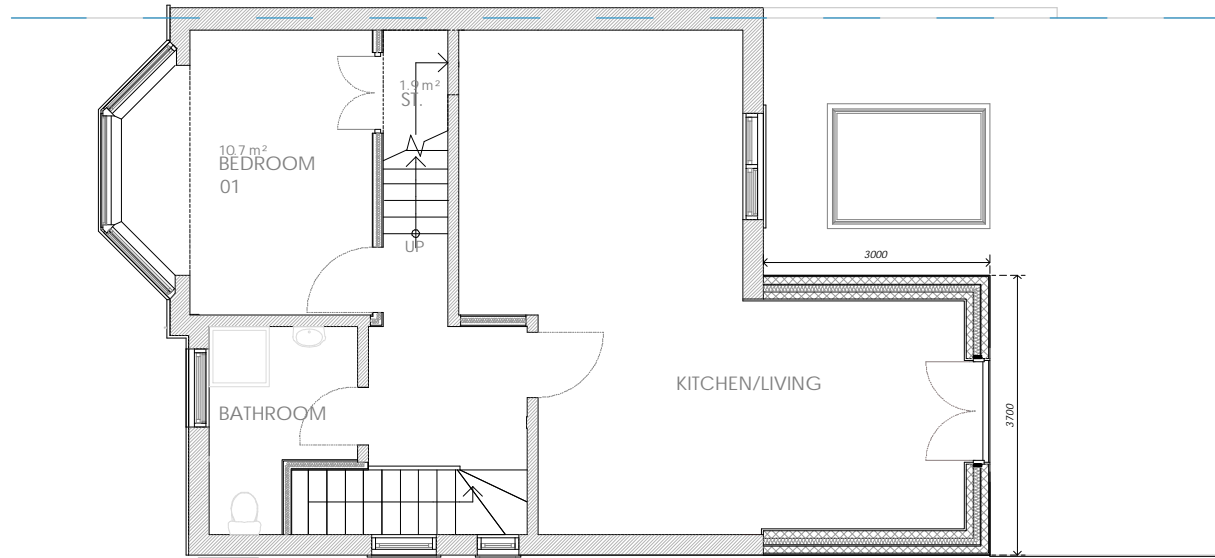 1.9 m²
ST.
10.7 m²
BEDROOM
01
UP
3000
KITCHEN/LIVING
3700
BATHROOM